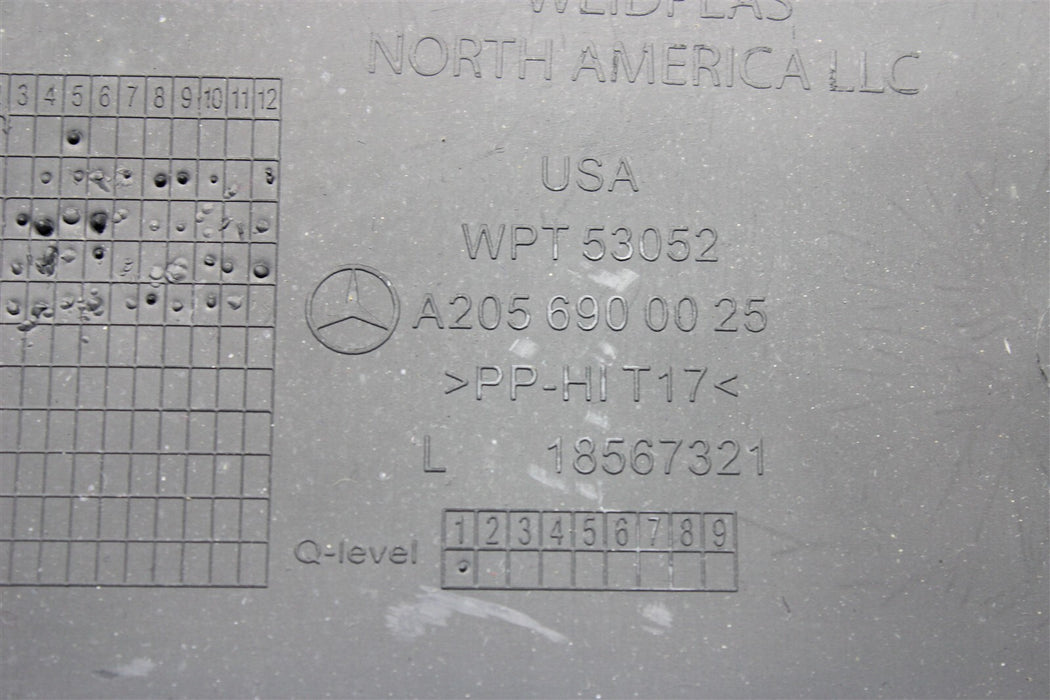 WEIDPLAS
NORTH AMERICA LLC
3 4 5 6 7 8 9 10 11 12
USA
WPT 53052
A205 690 00 25
>PP-HI T17<
L 18567321
Q-level 1 2 3 4 5 6 7 8 9